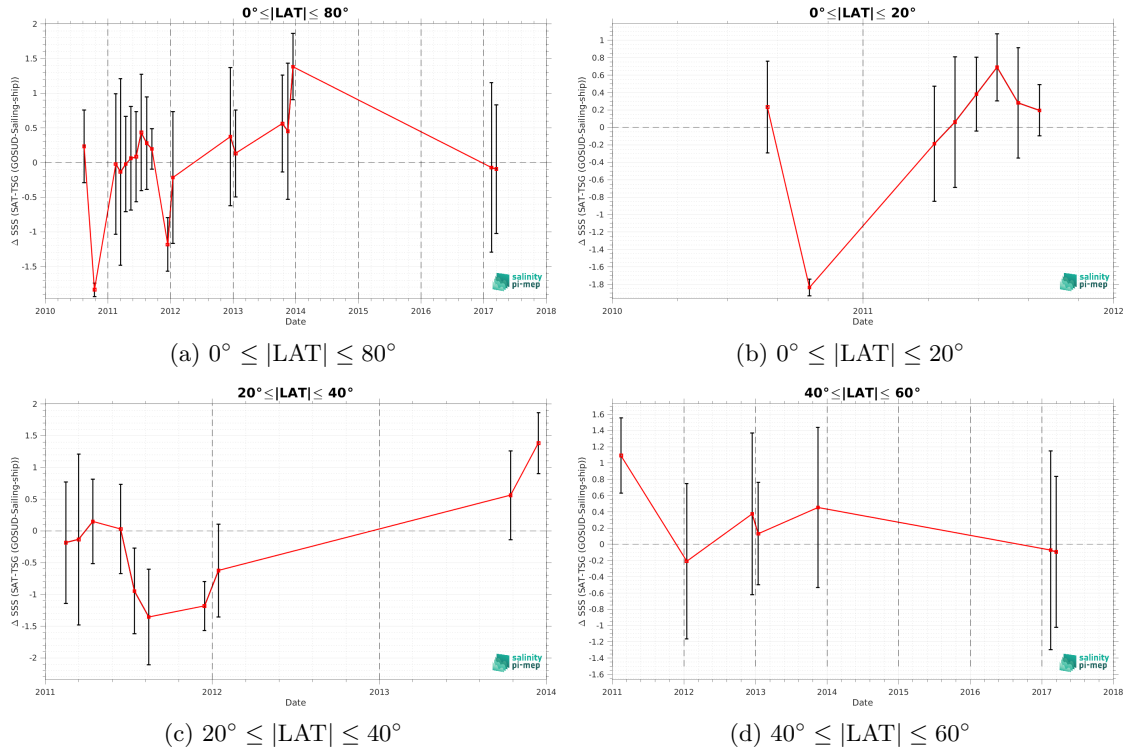 0°≤|LAT|≤ 80°
2
1.5
1
0.5
0
-0.5
-1
-1.5
Δ SSS (SAT-TSG (GOSUD-Sailing-ship))
2010 2011 2012 2013 2014 2015 2016 2017 2018
Date
salinity
pi-mep
(a) 0° ≤ |LAT| ≤ 80°
0°≤|LAT|≤ 20°
1
0.8
0.6
0.4
0.2
0
-0.2
-0.4
-0.6
-0.8
-1
-1.2
-1.4
-1.6
-1.8
Δ SSS (SAT-TSG (GOSUD-Sailing-ship))
2010 2011 2012
Date
salinity
pi-mep
(b) 0° ≤ |LAT| ≤ 20°
20°≤|LAT|≤ 40°
2
1.5
1
0.5
0
-0.5
-1
-1.5
-2
Δ SSS (SAT-TSG (GOSUD-Sailing-ship))
2011 2012 2013 2014
Date
salinity
pi-mep
(c) 20° ≤ |LAT| ≤ 40°
40°≤|LAT|≤ 60°
1.6
1.4
1.2
1
0.8
0.6
0.4
0.2
0
-0.2
-0.4
-0.6
-0.8
-1
-1.2
-1.4
-1.6
Δ SSS (SAT-TSG (GOSUD-Sailing-ship))
2011 2012 2013 2014 2015 2016 2017 2018
Date
salinity
pi-mep
(d) 40° ≤ |LAT| ≤ 60°